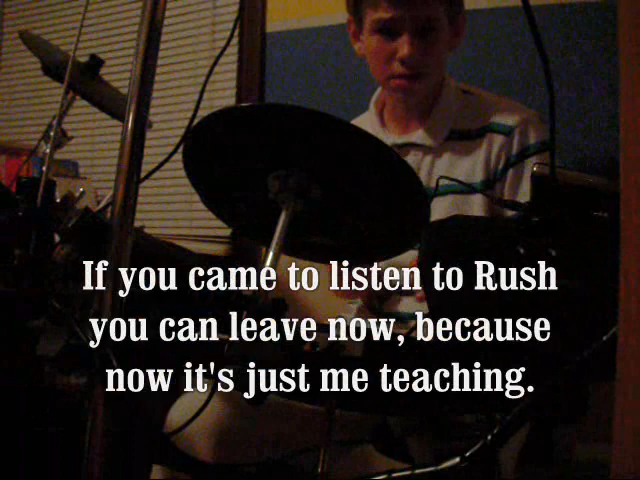 If you came to listen to Rush
you can leave now, because
now it's just me teaching.